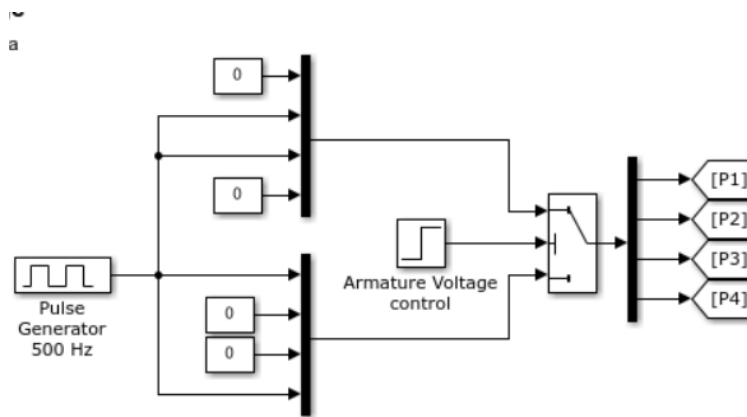 a
0
0
Pulse
Generator
500 Hz
0
0
Armature Voltage
control
[P1]
[P2]
[P3]
[P4]